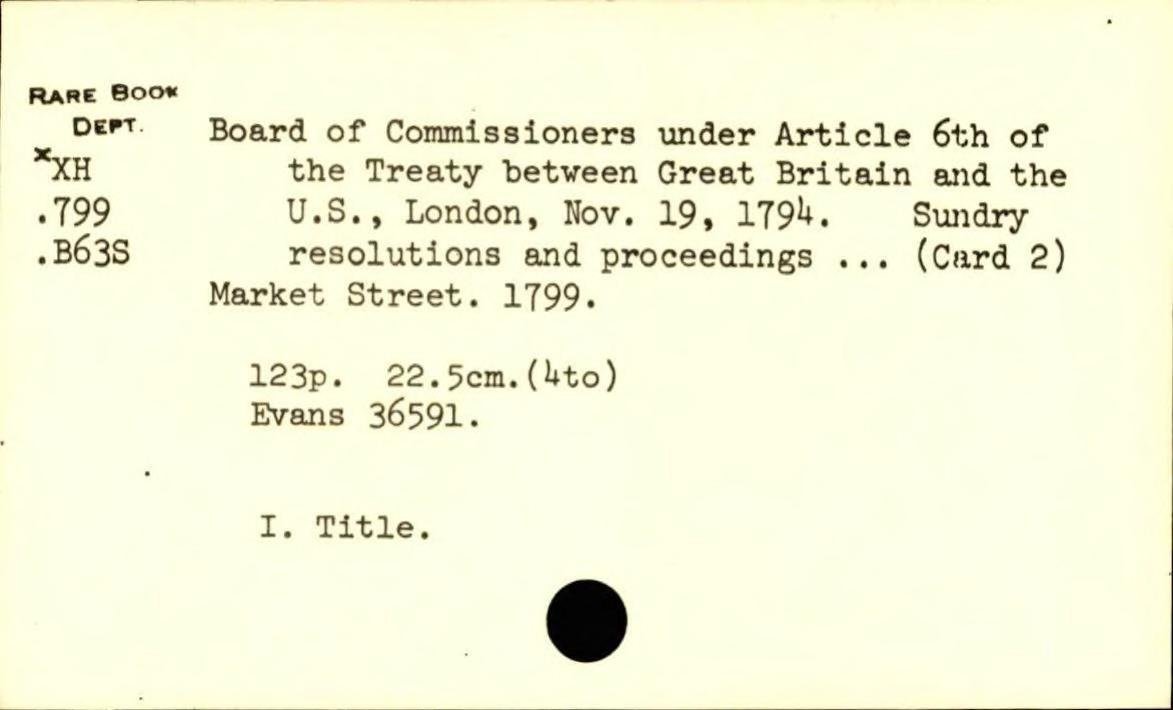 RARE BOOK
DEPT.
xXH
.799
.B63S
Board of Commissioners under Article 6th of
the Treaty between Great Britain and the
U.S., London, Nov. 19, 1794. Sundry
resolutions and proceedings ... (Card 2)
Market Street. 1799.
123p. 22.5cm.(4to)
Evans 36591.
I. Title.